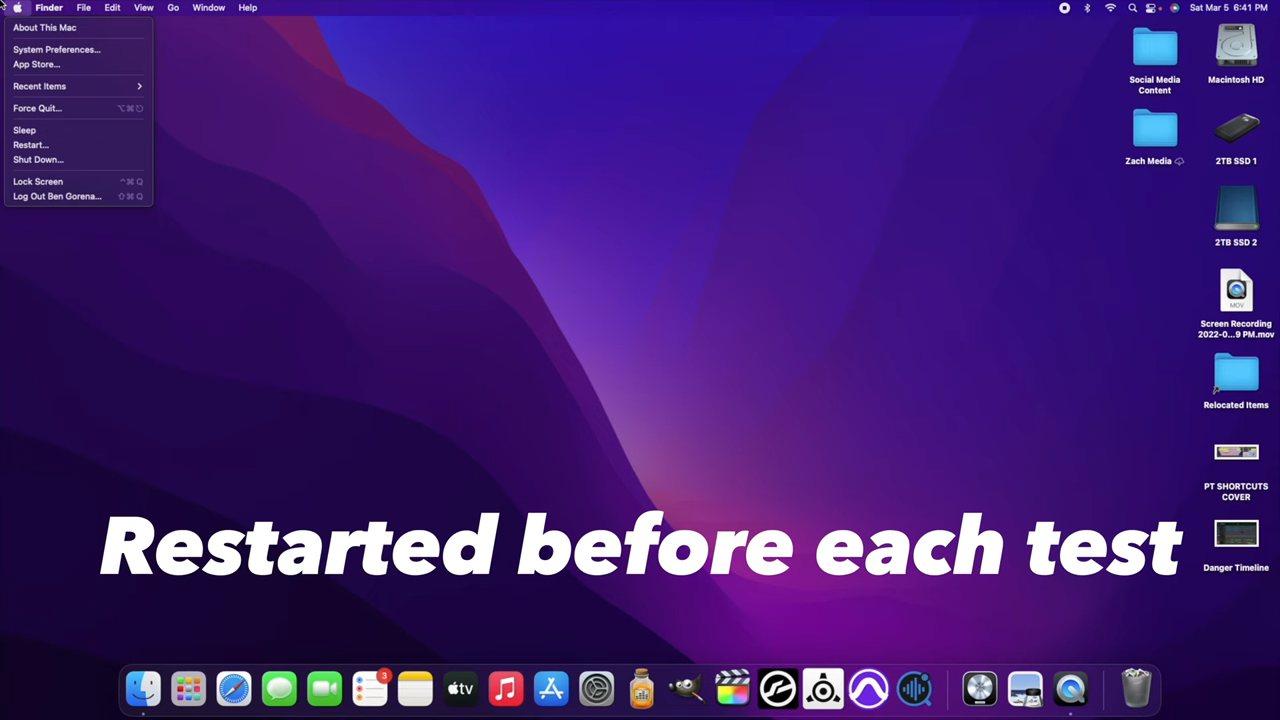 Finder File Edit View Go Window Help
Sat Mar 5 6:41 PM
About This Mac
System Preferences...
App Store...
Recent Items
Force Quit...
Sleep
Restart...
Shut Down...
Lock Screen
Log Out Ben Gorena...
Social Media
Content
Macintosh HD
Zach Media
2TB SSD 1
2TB SSD 2
MOV
Screen Recording
2022-0...9 PM.mov
Relocated Items
PT SHORTCUTS
COVER
Danger Timeline
Restarted before each test
3
tv